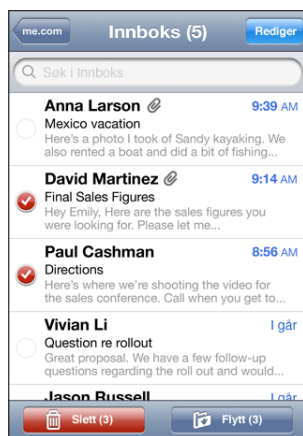 me.com
Innboks (5)
Rediger
Søk i Innboks
Anna Larson
9:39 AM
Mexico vacation
Here's a photo I took of Sandy kayaking. We
also rented a boat and did a bit of fishing...
David Martinez
9:14 AM
Final Sales Figures
Hey Emily, Here are the sales figures you
were looking for. Please let me...
Paul Cashman
8:56 AM
Directions
Here's where we're shooting the video for
the sales conference. Call when you get to...
Vivian Li
I går
Question re rollout
Great proposal. We have a few follow-up
questions regarding the roll out and would...
Jason Russell
I går
Slett (3)
Flytt (3)